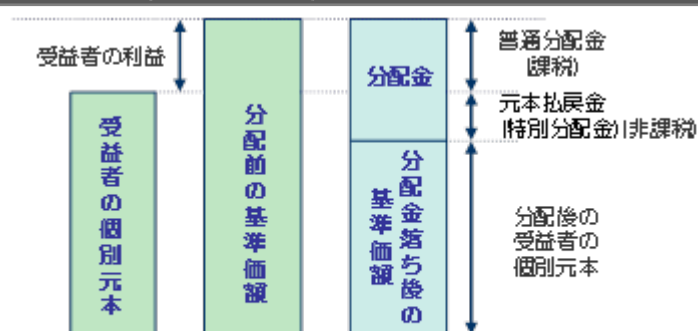 受益者の利益
受益者の個別元本
分配前の基準価額
分配金
分配金落ち後の
基準価額
普通分配金
(課税)
元本払戻金
(特別分配金)(非課税)
分配後の
受益者の
個別元本